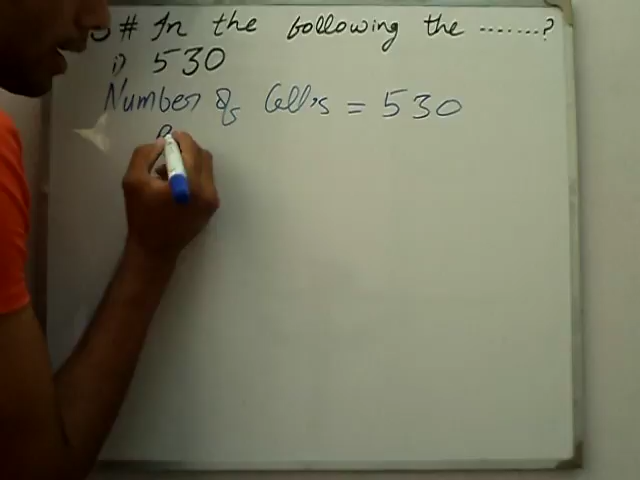 # In the following the .......?
i) 530
Number of Cell's = 530